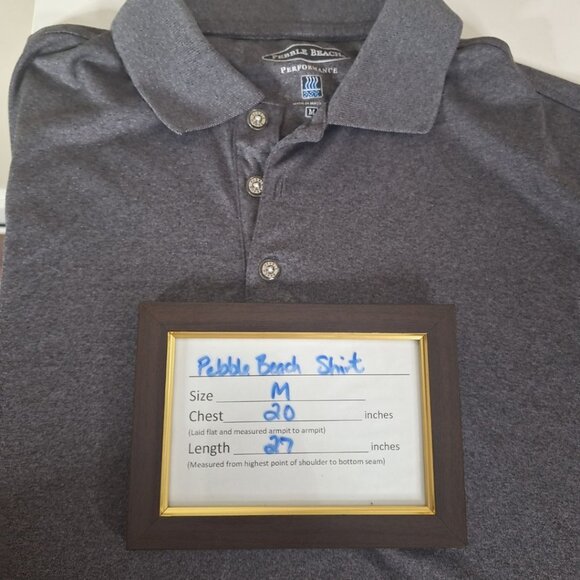 PEBBLE BEACH
PERFORMANCE
M
Pebble Beach Shirt
Size M
Chest 20 inches
(Laid flat and measured armpit to armpit)
Length 27 inches
(Measured from highest point of shoulder to bottom seam)